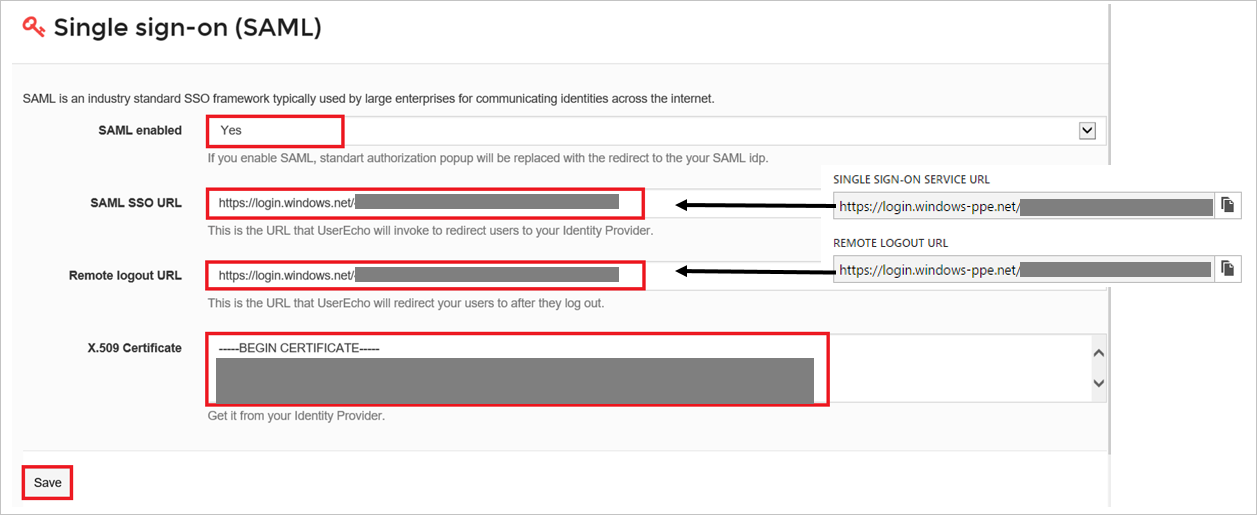 Single sign-on (SAML)
SAML is an industry standard SSO framework typically used by large enterprises for communicating identities across the internet.
SAML enabled
Yes
If you enable SAML, standart authorization popup will be replaced with the redirect to the your SAML idp.
SAML SSO URL
https://login.windows.net/
This is the URL that UserEcho will invoke to redirect users to your Identity Provider.
SINGLE SIGN-ON SERVICE URL
https://login.windows-ppe.net/
Remote logout URL
https://login.windows.net/
This is the URL that UserEcho will redirect your users to after they log out.
REMOTE LOGOUT URL
https://login.windows-ppe.net/
X.509 Certificate
-----BEGIN CERTIFICATE-----
Get it from your Identity Provider.
Save